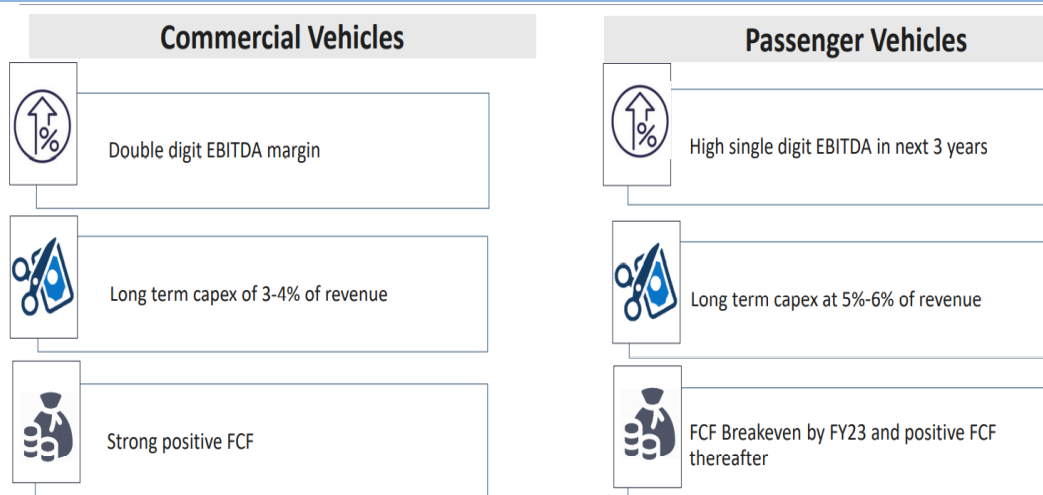 Commercial Vehicles
%
Double digit EBITDA margin
Long term capex of 3-4% of revenue
Strong positive FCF
Passenger Vehicles
%
High single digit EBITDA in next 3 years
Long term capex at 5%-6% of revenue
FCF Breakeven by FY23 and positive FCF
thereafter